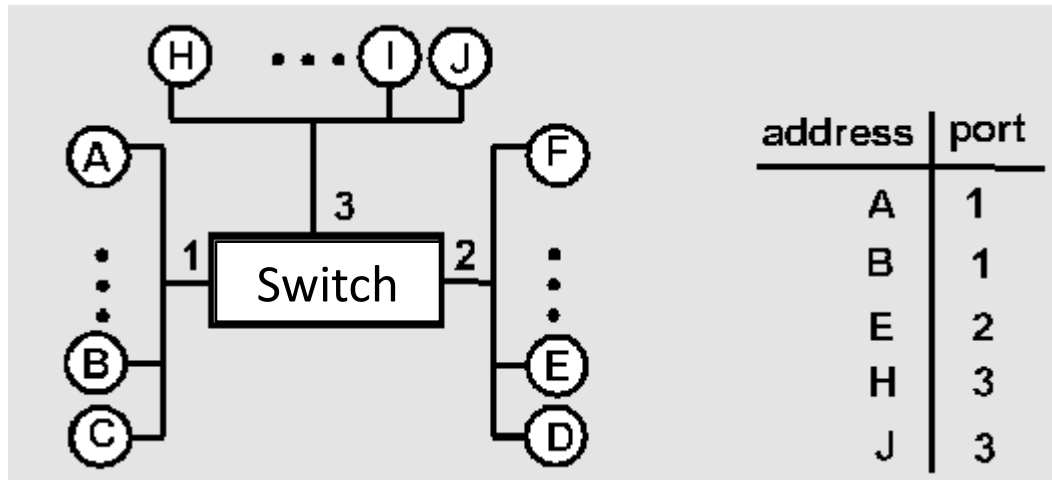 H I J
A F
3
1 Switch 2
B E
C D
address port
A 1
B 1
E 2
H 3
J 3